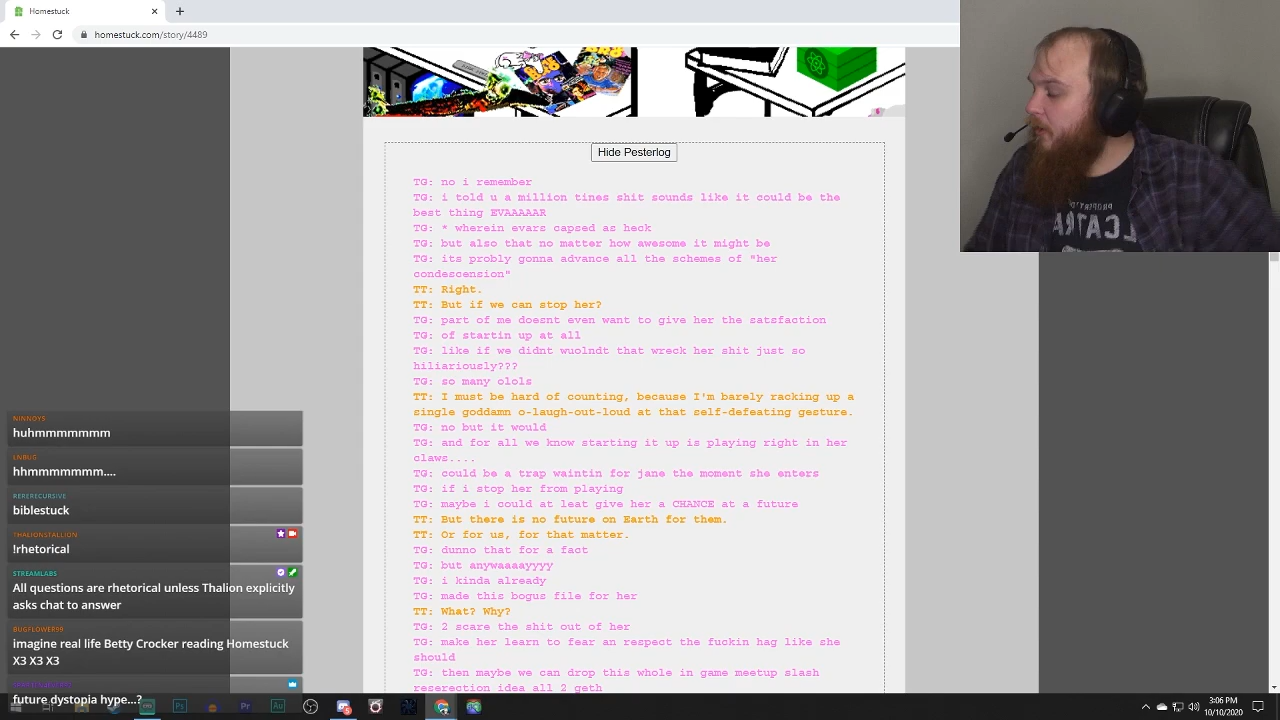 Homestuck
homestuck.com/story/4489
Hide Pesterlog
TG: no i remember
TG: i told u a million tines shit sounds like it could be the
best thing EVAAAAAR
TG: * wherein evars capsed as heck
TG: but also that no matter how awesome it might be
TG: its probly gonna advance all the schemes of "her
condescension"
TT: Right.
TT: But if we can stop her?
TG: part of me doesnt even want to give her the satsfaction
TG: of startin up at all
TG: like if we didnt wuolndt that wreck her shit just so
hiliariously???
TG: so many olols
TT: I must be hard of counting, because I'm barely racking up a
single goddamn o-laugh-out-loud at that self-defeating gesture.
TG: no but it would
TG: and for all we know starting it up is playing right in her
claws....
TG: could be a trap waintin for jane the moment she enters
TG: if i stop her from playing
TG: maybe i could at leat give her a CHANCE at a future
TT: But there is no future on Earth for them.
TT: Or for us, for that matter.
TG: dunno that for a fact
TG: but anywaaaayyyy
TG: i kinda already
TG: made this bogus file for her
TT: What? Why?
TG: 2 scare the shit out of her
TG: make her learn to fear an respect the fuckin hag like she
should
TG: then maybe we can drop this whole in game meetup slash
reserection idea all 2 geth
NINNOYS
huhmmmmmmm
LNBUG
hhmmmmmmm....
RERERECURSIVE
biblestuck
THALIONSTALLION
!rhetorical
STREAMLABS
All questions are rhetorical unless Thalion explicitly
asks chat to answer
BUGFLOWER99
imagine real life Betty Crocker reading Homestuck
X3 X3 X3
future dystopia hype...?
3:06 PM
10/10/2020